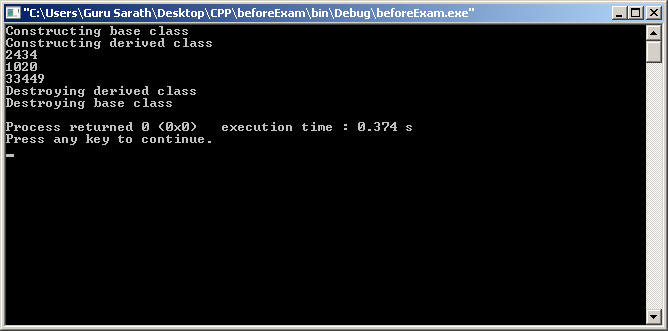 "C:\Users\Guru Sarath\Desktop\CPP\beforeExam\bin\Debug\beforeExam.exe"
Constructing base class
Constructing derived class
2434
1020
33449
Destroying derived class
Destroying base class
Process returned 0 (0x0)   execution time : 0.374 s
Press any key to continue.